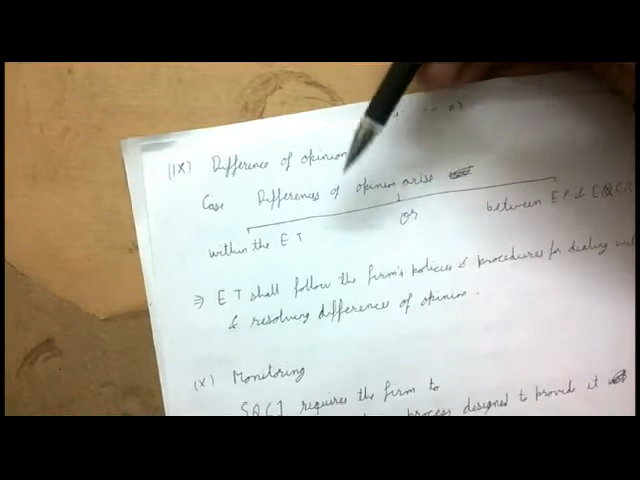 (IX) Difference of opinion
Case Differences of opinion arise
within the E T or between E P & EQCR
⇒ E T shall follow the firm's policies & procedures for dealing with
& resolving difference of opinion.
(X) Monitoring
SQC 1 requires the firm to
process designed to provide it